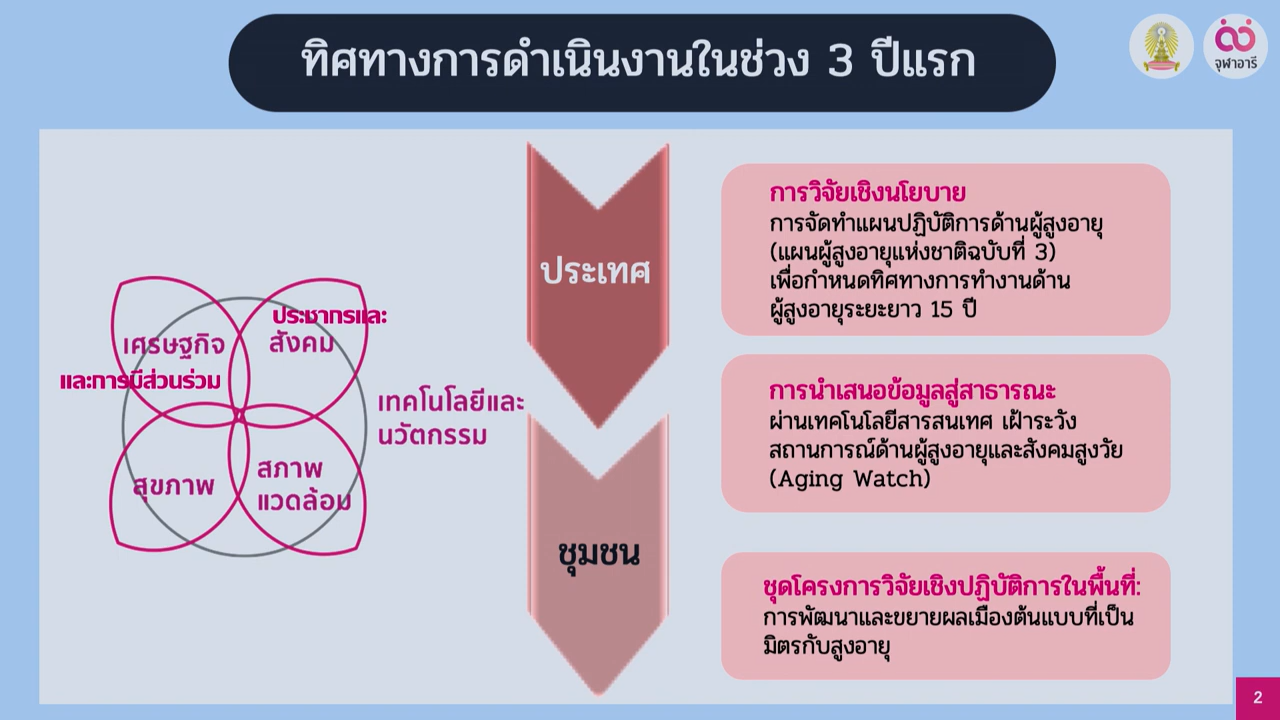 ทิศทางการดำเนินงานในช่วง 3 ปีแรก
จุฬาอารี
เศรษฐกิจ
และการมีส่วนร่วม
ประชากรและ
สังคม
เทคโนโลยีและ
นวัตกรรม
สุขภาพ
สภาพ
แวดล้อม
ประเทศ
ชุมชน
การวิจัยเชิงนโยบาย
การจัดทำแผนปฏิบัติการด้านผู้สูงอายุ
(แผนผู้สูงอายุแห่งชาติฉบับที่ 3)
เพื่อกำหนดทิศทางการทำงานด้าน
ผู้สูงอายุระยะยาว 15 ปี
การนำเสนอข้อมูลสู่สาธารณะ
ผ่านเทคโนโลยีสารสนเทศ เฝ้าระวัง
สถานการณ์ด้านผู้สูงอายุและสังคมสูงวัย
(Aging Watch)
ชุดโครงการวิจัยเชิงปฏิบัติการในพื้นที่:
การพัฒนาและขยายผลเมืองต้นแบบที่เป็น
มิตรกับสูงอายุ
2